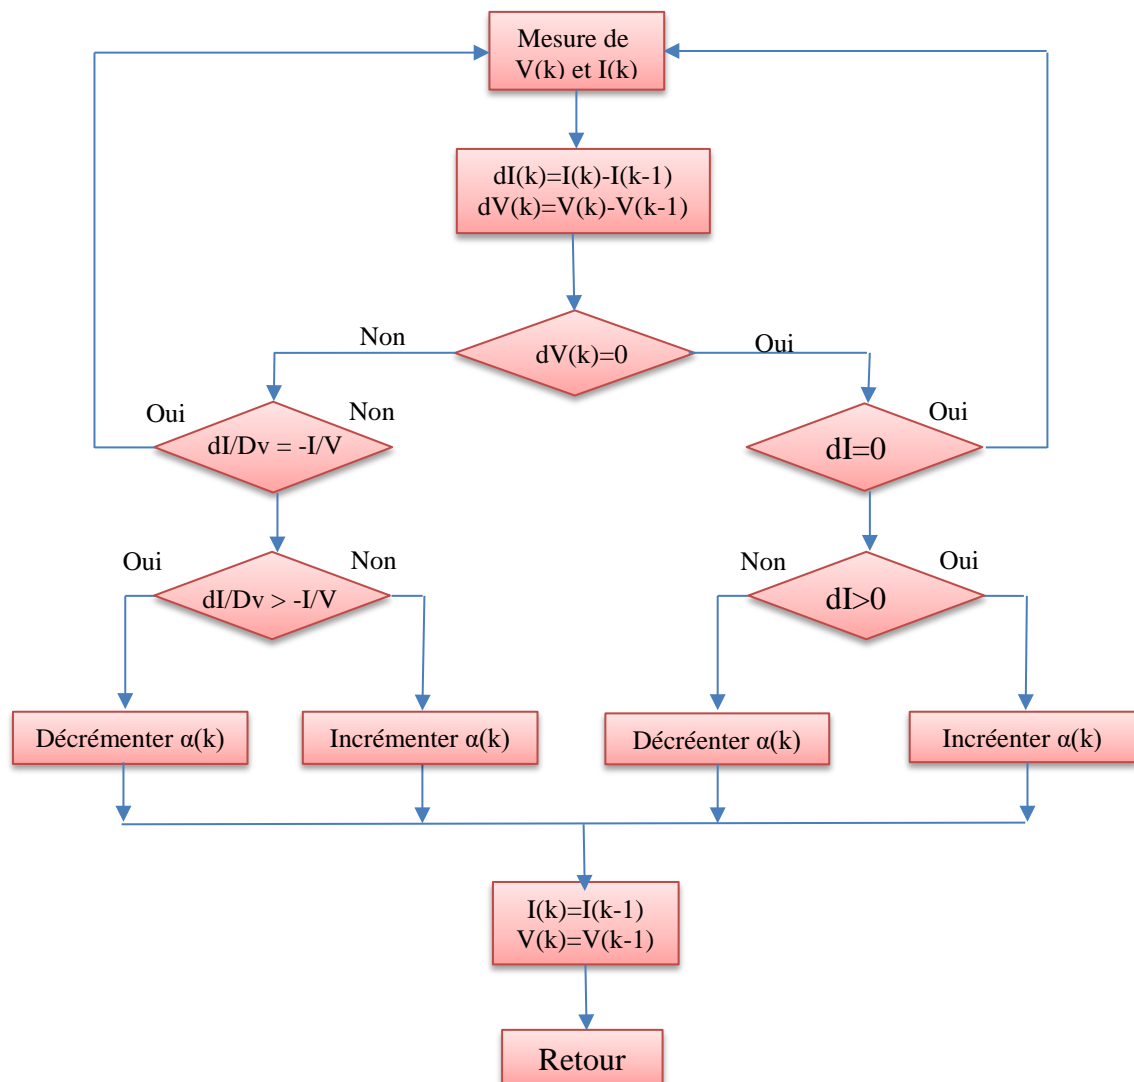 Mesure de
V(k) et I(k)
dI(k)=I(k)-I(k-1)
dV(k)=V(k)-V(k-1)
Non
dV(k)=0
Oui
Oui
Non
dI/Dv = -I/V
Oui
dI=0
Oui
Non
dI/Dv > -I/V
Non
Oui
dI>0
Décrémenter α(k)
Incrémenter α(k)
Décréenter α(k)
Incréenter α(k)
I(k)=I(k-1)
V(k)=V(k-1)
Retour